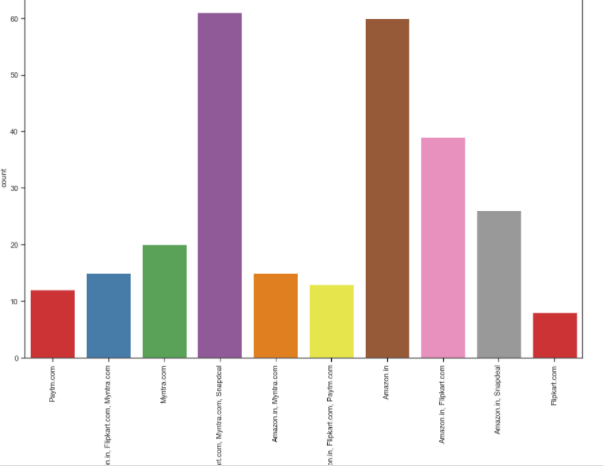 60
50
40
30
20
10
0
count
Paytm.com
on.in, Flipkart.com, Myntra.com
Myntra.com
rt.com, Myntra.com, Snapdeal
Amazon.in, Myntra.com
on.in, Flipkart.com, Paytm.com
Amazon.in
Amazon.in, Flipkart.com
Amazon.in, Snapdeal
Flipkart.com